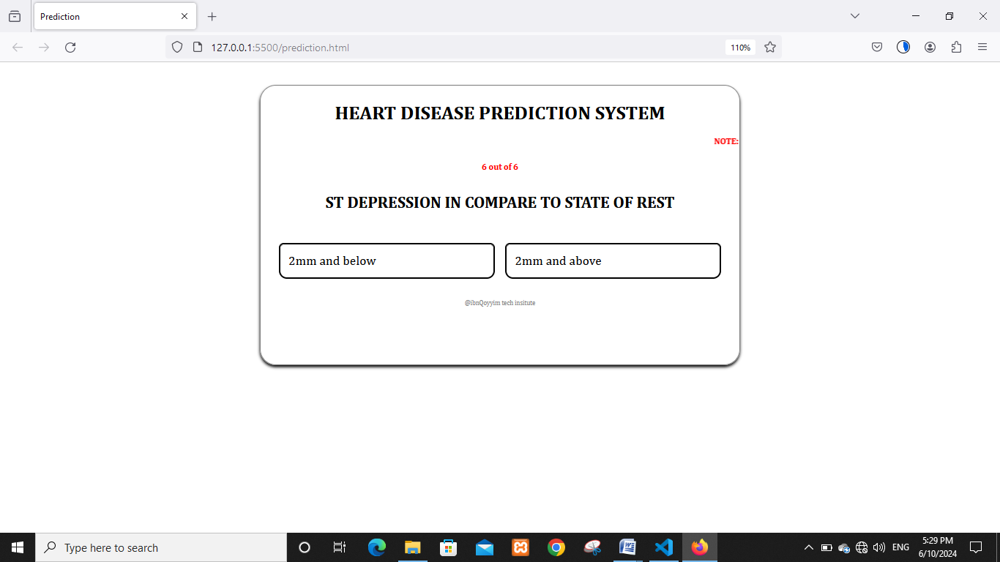 Prediction
127.0.0.1:5500/prediction.html
110%
HEART DISEASE PREDICTION SYSTEM
NOTE:
6 out of 6
ST DEPRESSION IN COMPARE TO STATE OF REST
2mm and below
2mm and above
@ibnQoyyim tech insitute
Type here to search
ENG
5:29 PM
6/10/2024